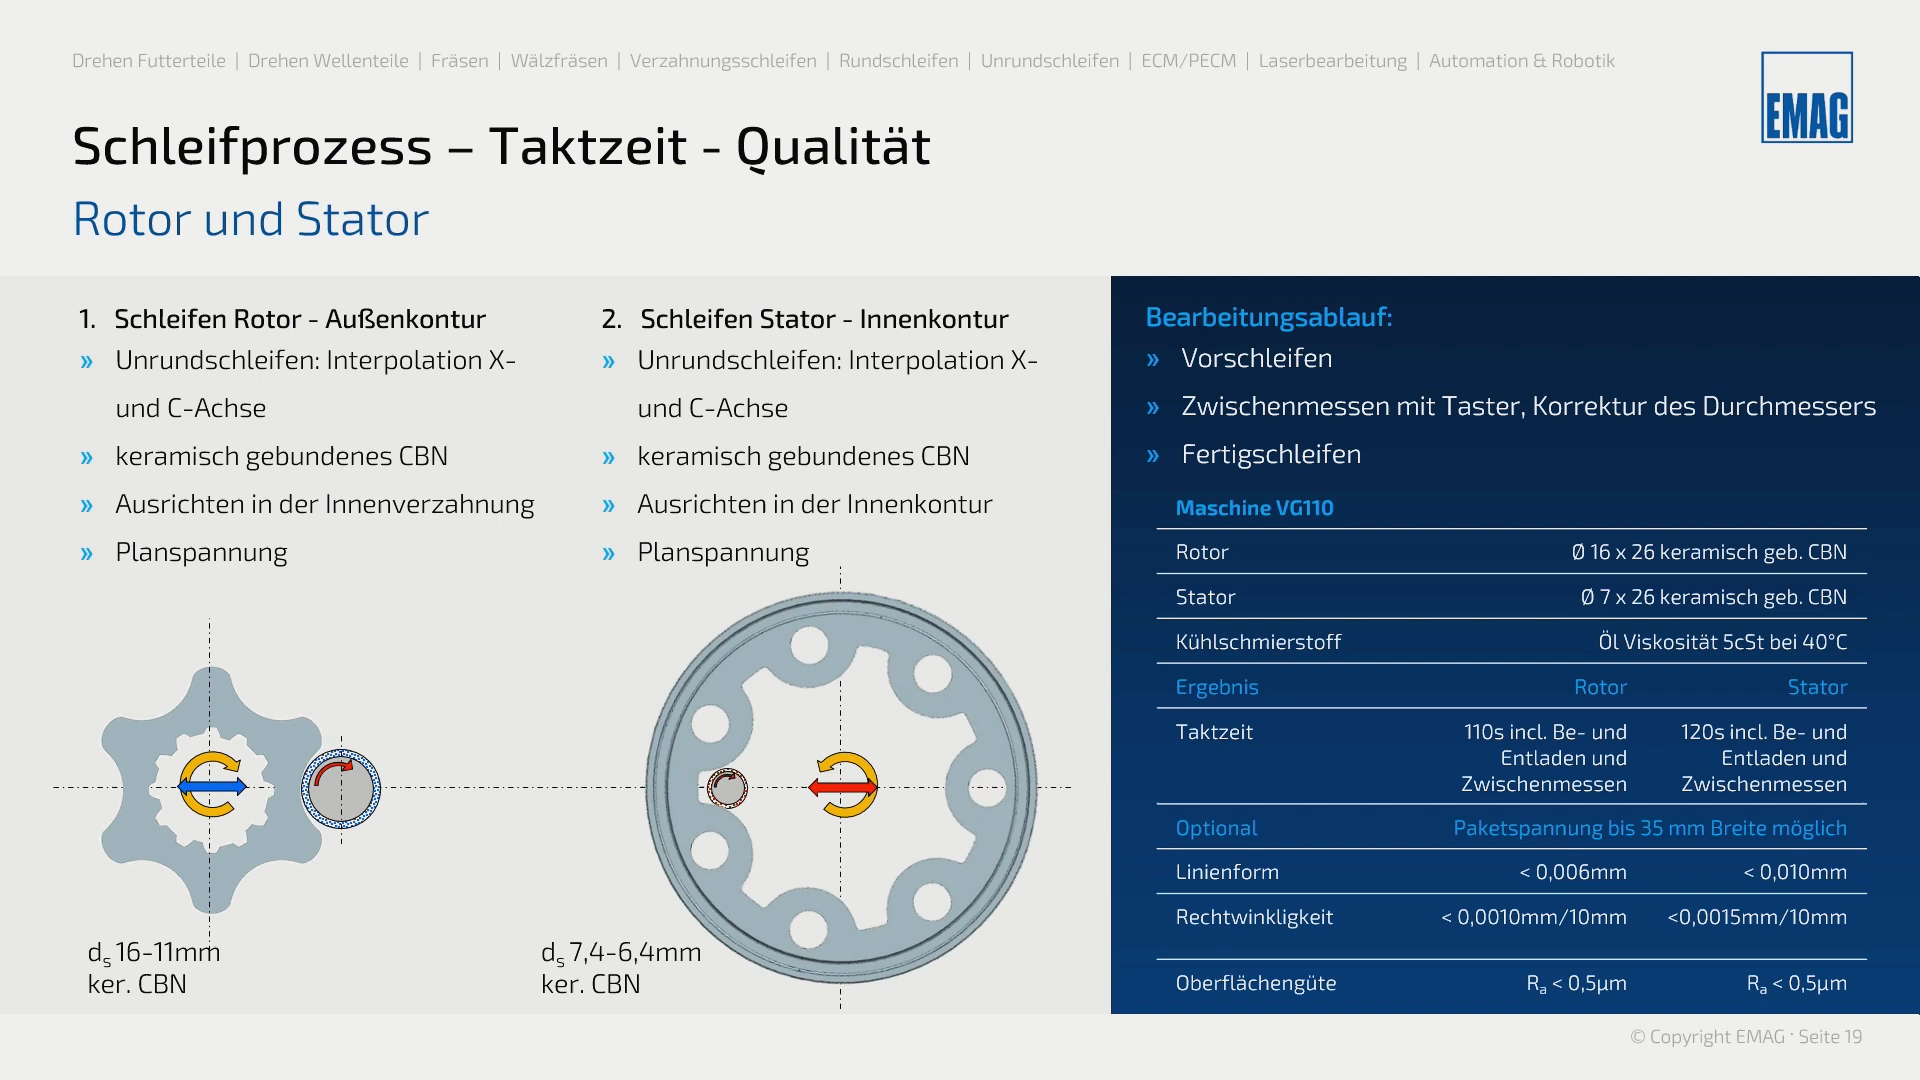 Drehen Futterteile | Drehen Wellenteile | Fräsen | Wälzfräsen | Verzahnungsschleifen | Rundschleifen | Unrundschleifen | ECM/PECM | Laserbearbeitung | Automation & Robotik
EMAG
Schleifprozess – Taktzeit - Qualität
Rotor und Stator
1. Schleifen Rotor - Außenkontur
» Unrundschleifen: Interpolation X-
und C-Achse
» keramisch gebundenes CBN
» Ausrichten in der Innenverzahnung
» Planspannung
ds 16-11mm
ker. CBN
2. Schleifen Stator - Innenkontur
» Unrundschleifen: Interpolation X-
und C-Achse
» keramisch gebundenes CBN
» Ausrichten in der Innenkontur
» Planspannung
ds 7,4-6,4mm
ker. CBN
Bearbeitungsablauf:
» Vorschleifen
» Zwischenmessen mit Taster, Korrektur des Durchmessers
» Fertigschleifen
Maschine VG110
Rotor Ø 16 x 26 keramisch geb. CBN
Stator Ø 7 x 26 keramisch geb. CBN
Kühlschmierstoff Öl Viskosität 5cSt bei 40°C
Ergebnis Rotor Stator
Taktzeit 110s incl. Be- und 120s incl. Be- und
Entladen und Entladen und
Zwischenmessen Zwischenmessen
Optional Paketspannung bis 35 mm Breite möglich
Linienform < 0,006mm < 0,010mm
Rechtwinkligkeit < 0,0010mm/10mm <0,0015mm/10mm
Oberflächengüte Ra < 0,5µm Ra < 0,5µm
© Copyright EMAG · Seite 19